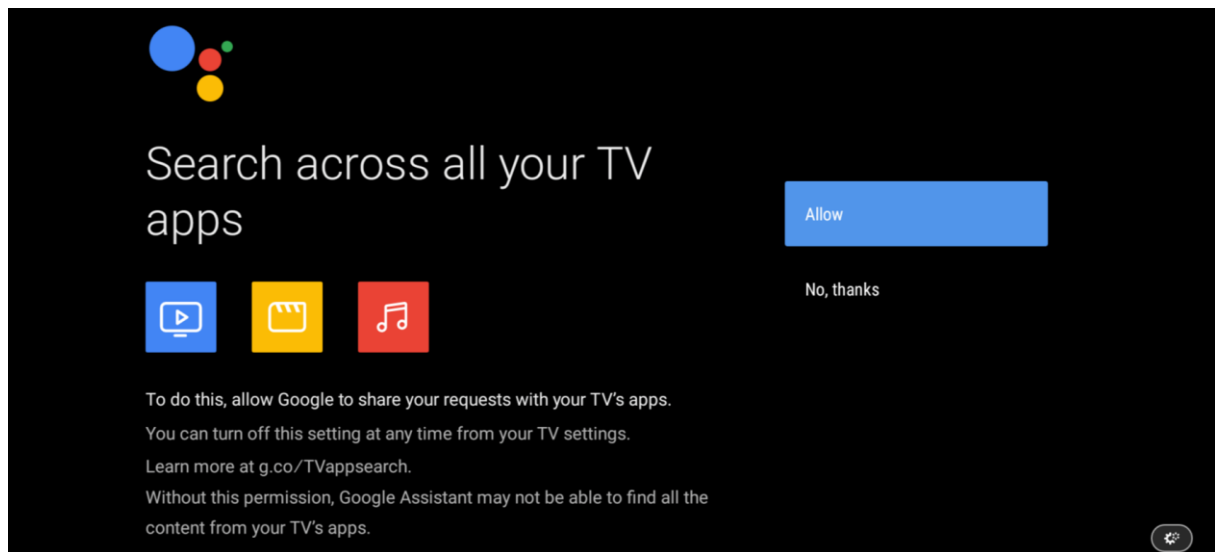 Search across all your TV
apps
Allow
No, thanks
To do this, allow Google to share your requests with your TV's apps.
You can turn off this setting at any time from your TV settings.
Learn more at g.co/TVappsearch.
Without this permission, Google Assistant may not be able to find all the
content from your TV's apps.